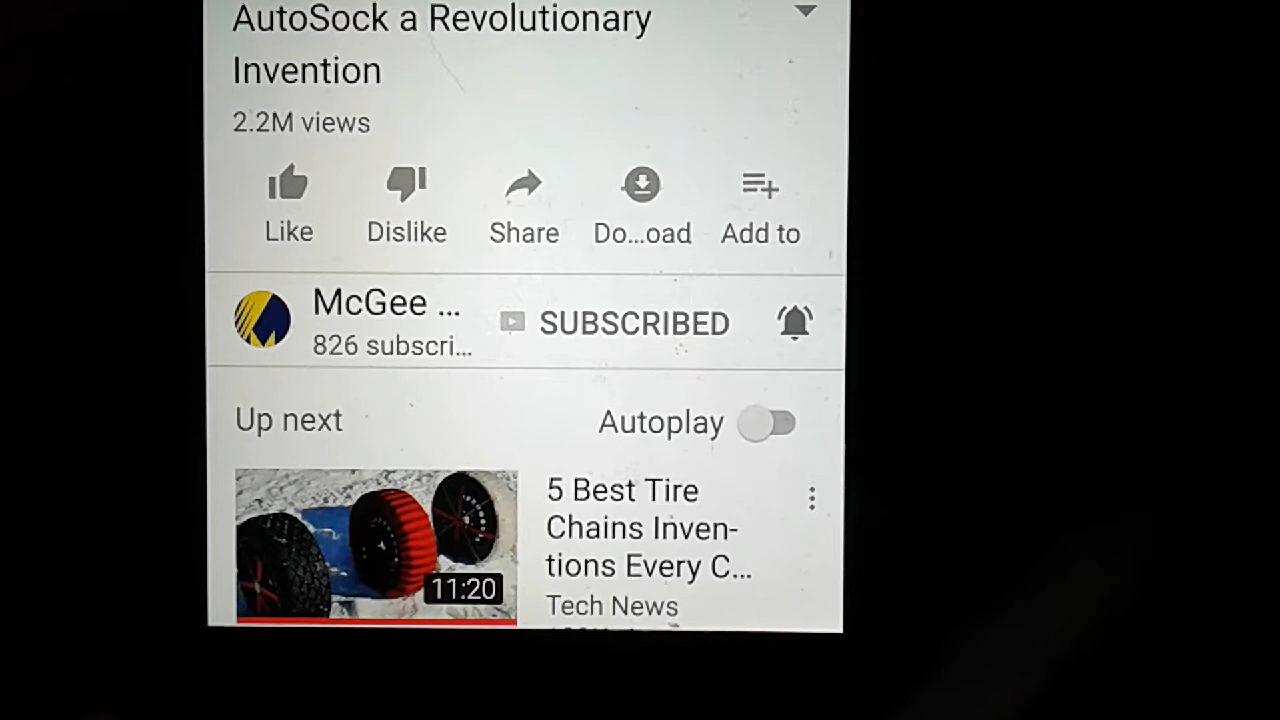 AutoSock a Revolutionary
Invention
2.2M views
Like Dislike Share Do...oad Add to
McGee ...
826 subscri...
SUBSCRIBED
Up next
Autoplay
5 Best Tire
Chains Inven-
tions Every C...
Tech News
11:20